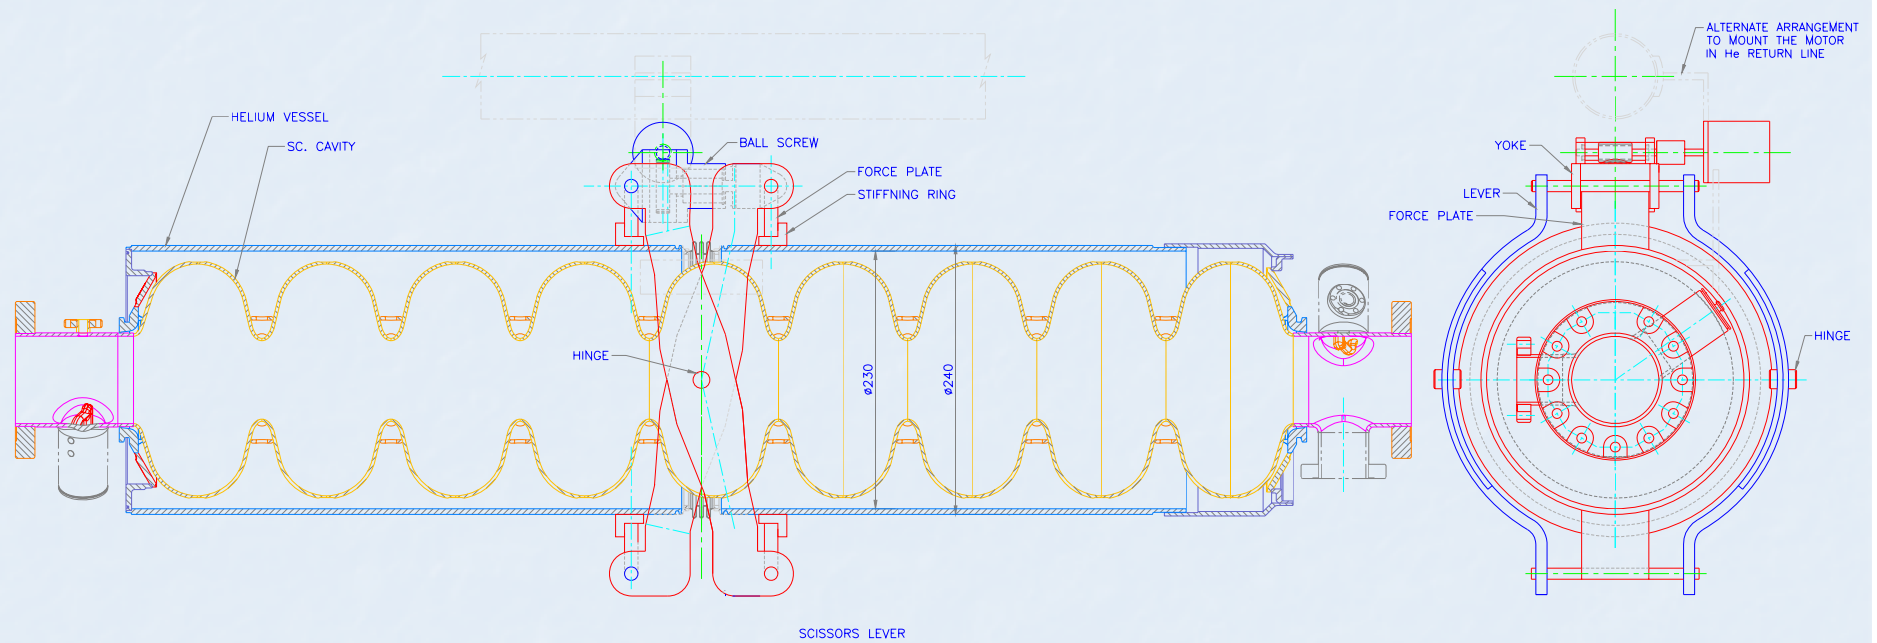 ALTERNATE ARRANGEMENT
TO MOUNT THE MOTOR
IN He RETURN LINE
HELIUM VESSEL
SC. CAVITY
BALL SCREW
YOKE
FORCE PLATE
STIFFNING RING
LEVER
FORCE PLATE
HINGE
HINGE
ø230
ø240
SCISSORS LEVER